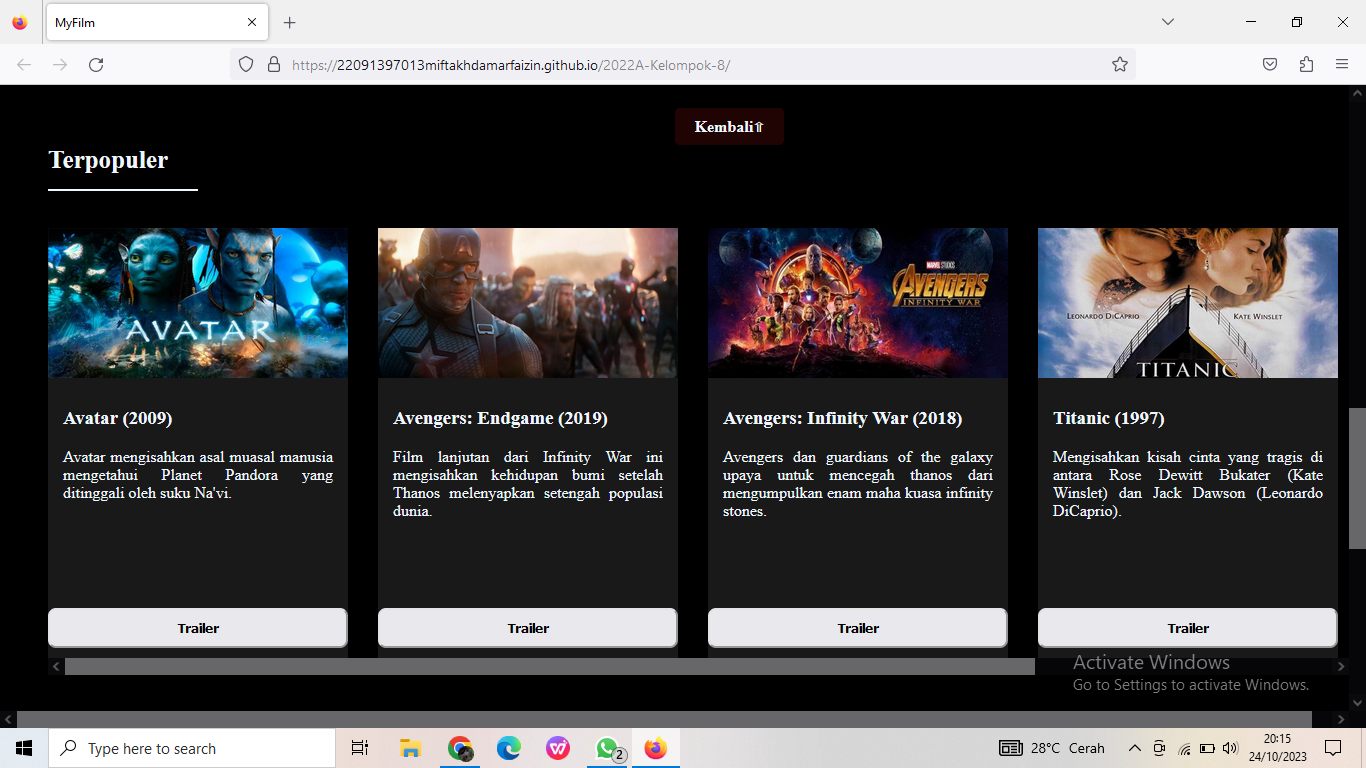 MyFilm
https://22091397013miftakhdamarfaizin.github.io/2022A-Kelompok-8/
Kembali⇧
Terpopuler
AVATAR
MARVEL STUDIOS
AVENGERS
INFINITY WAR
LEONARDO DICAPRIO KATE WINSLET
TITANIC
Avatar (2009)
Avatar mengisahkan asal muasal manusia
mengetahui Planet Pandora yang
ditinggali oleh suku Na'vi.
Trailer
Avengers: Endgame (2019)
Film lanjutan dari Infinity War ini
mengisahkan kehidupan bumi setelah
Thanos melenyapkan setengah populasi
dunia.
Trailer
Avengers: Infinity War (2018)
Avengers dan guardians of the galaxy
upaya untuk mencegah thanos dari
mengumpulkan enam maha kuasa infinity
stones.
Trailer
Titanic (1997)
Mengisahkan kisah cinta yang tragis di
antara Rose Dewitt Bukater (Kate
Winslet) dan Jack Dawson (Leonardo
DiCaprio).
Trailer
Activate Windows
Go to Settings to activate Windows.
Type here to search
2
28°C Cerah
20:15
24/10/2023